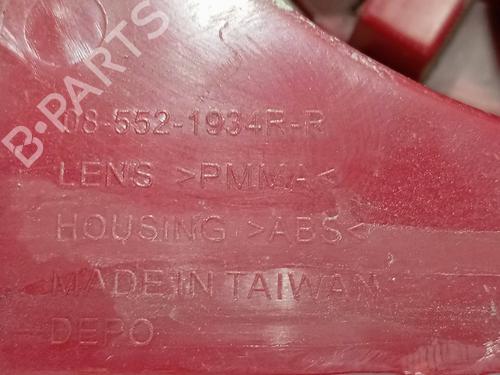 B-PARTS
08-552-1934R-R
LENS >PMMA<
HOUSING >ABS<
MADE IN TAIWAN
DEPO